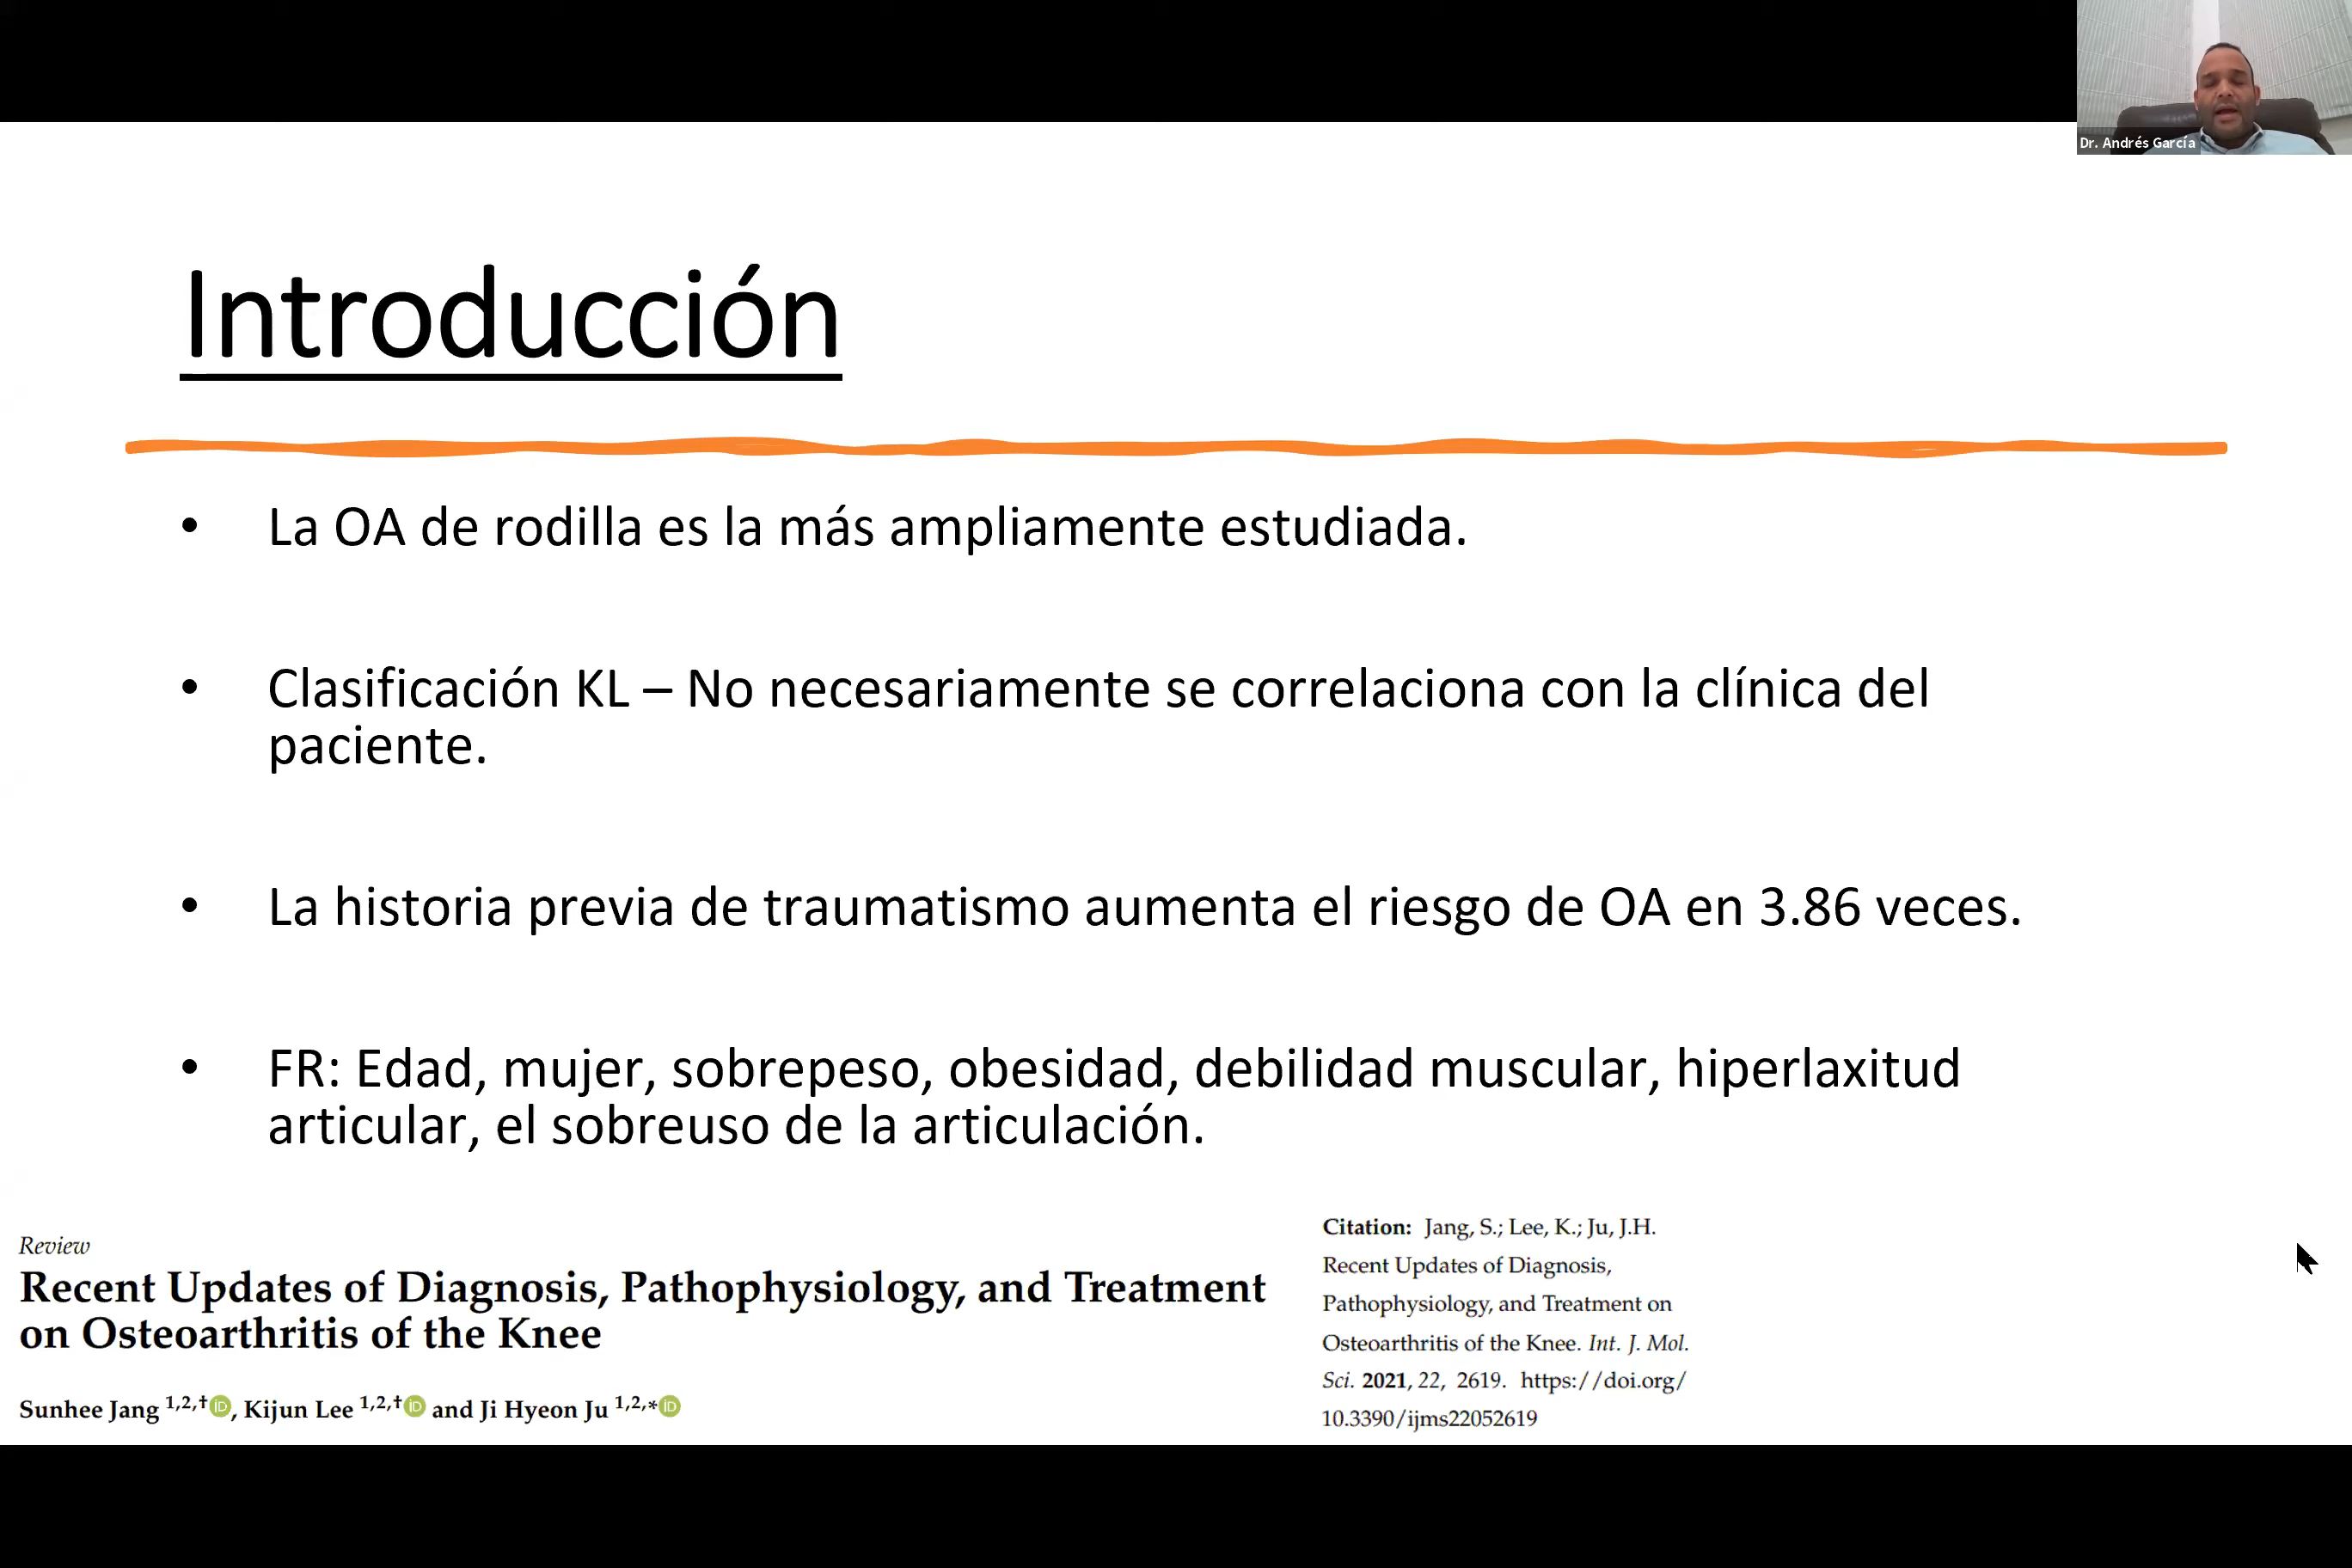 Dr. Andrés García
Introducción
• La OA de rodilla es la más ampliamente estudiada.
• Clasificación KL – No necesariamente se correlaciona con la clínica del
paciente.
• La historia previa de traumatismo aumenta el riesgo de OA en 3.86 veces.
• FR: Edad, mujer, sobrepeso, obesidad, debilidad muscular, hiperlaxitud
articular, el sobreuso de la articulación.
Review
Recent Updates of Diagnosis, Pathophysiology, and Treatment
on Osteoarthritis of the Knee
Sunhee Jang 1,2,† iD, Kijun Lee 1,2,† iD and Ji Hyeon Ju 1,2,* iD
Citation: Jang, S.; Lee, K.; Ju, J.H.
Recent Updates of Diagnosis,
Pathophysiology, and Treatment on
Osteoarthritis of the Knee. Int. J. Mol.
Sci. 2021, 22, 2619. https://doi.org/
10.3390/ijms22052619